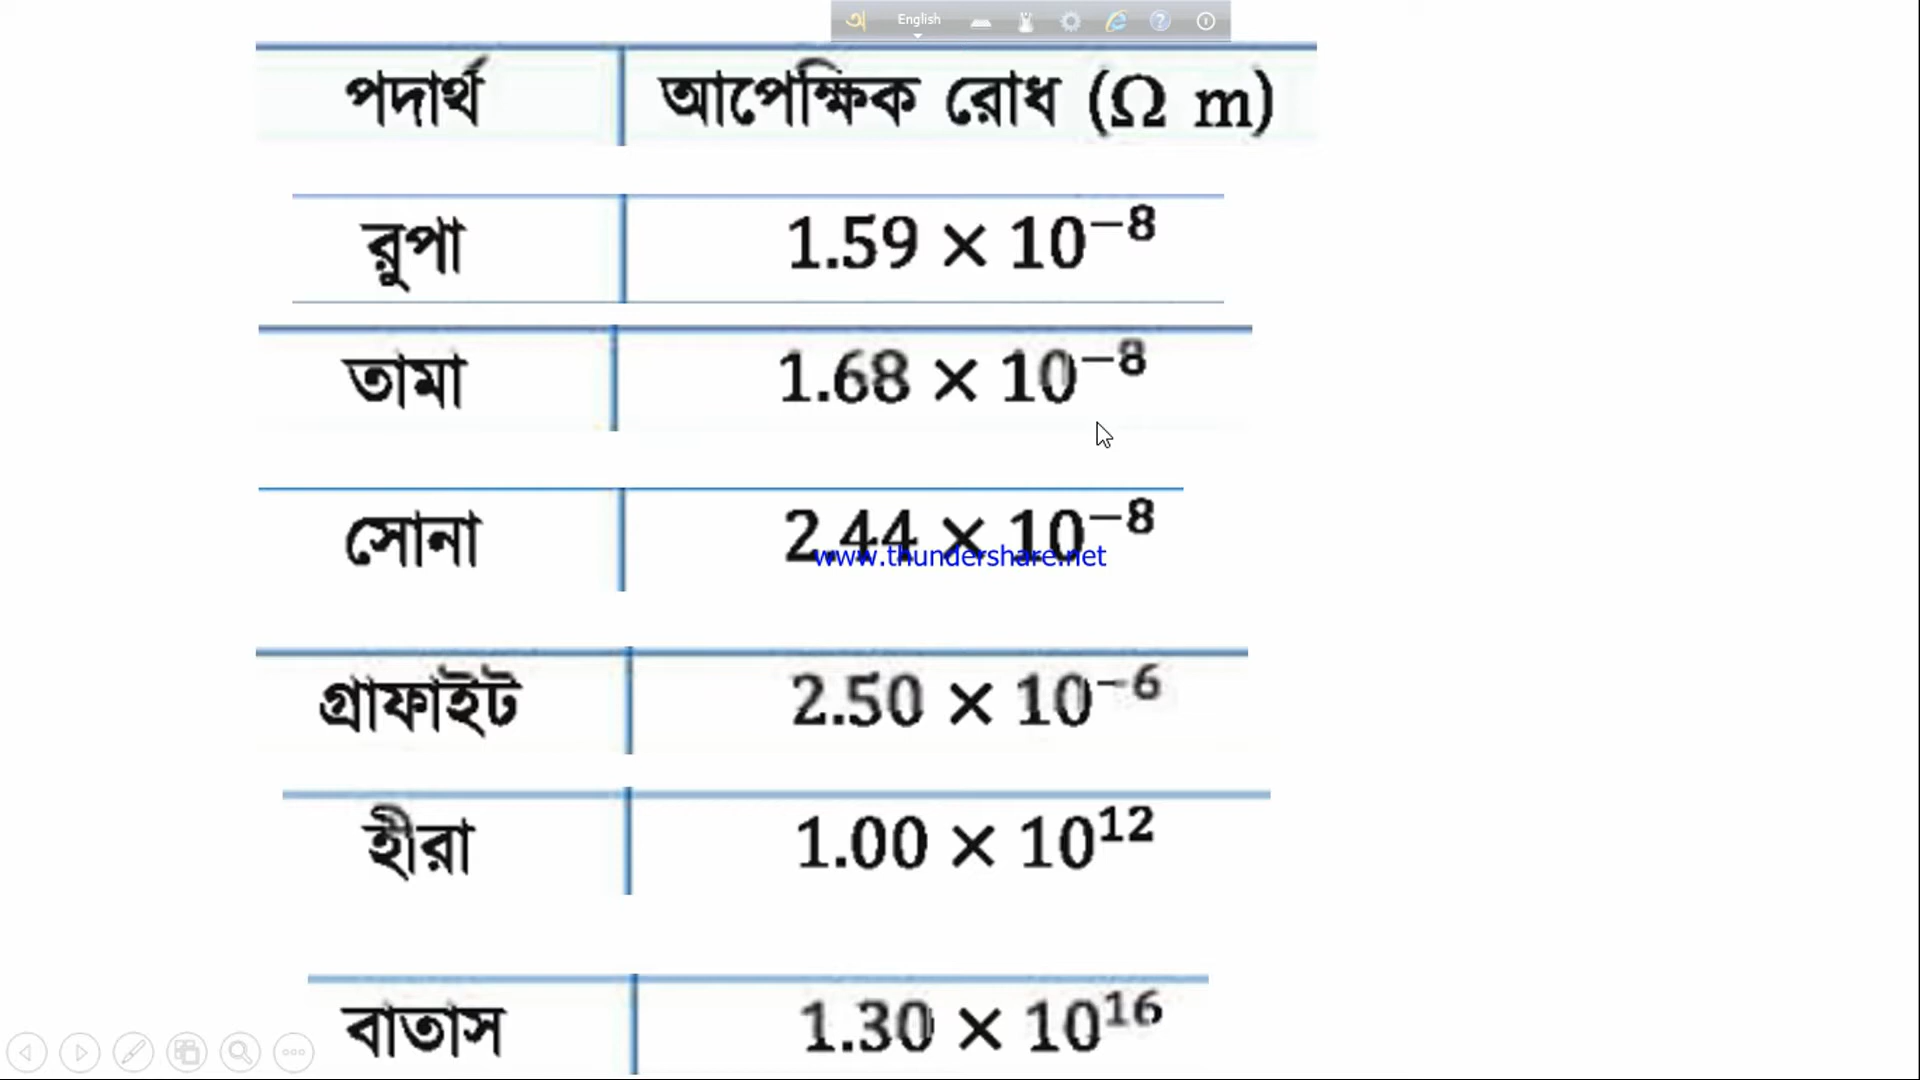 English
পদার্থ আপেক্ষিক রোধ (Ω m)
রুপা 1.59 × 10⁻⁸
তামা 1.68 × 10⁻⁸
সোনা 2.44 × 10⁻⁸
www.thundershare.net
গ্রাফাইট 2.50 × 10⁻⁶
হীরা 1.00 × 10¹²
বাতাস 1.30 × 10¹⁶